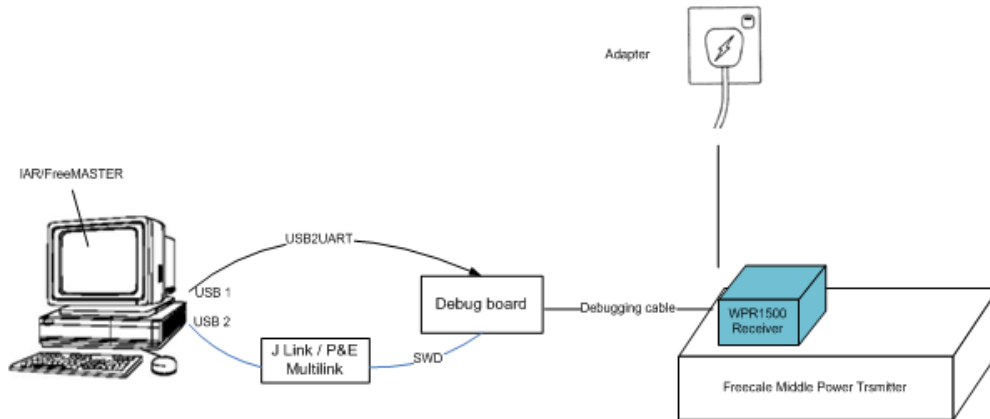 Adapter
IAR/FreeMASTER
USB2UART
USB 1
USB 2
Debug board
Debugging cable
WPR1500
Receiver
J Link / P&E
Multilink
SWD
Freecale Middle Power Trsmitter